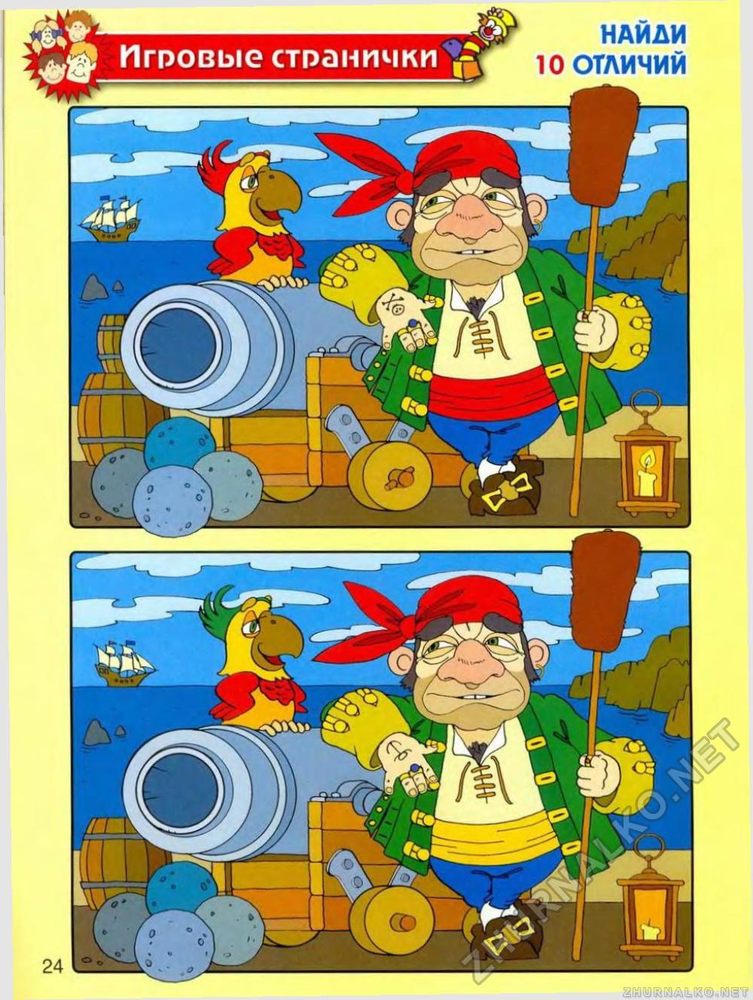 Игровые странички
НАЙДИ
10 ОТЛИЧИЙ
24
ZHURNALKO.NET
ZHURNALKO.NET